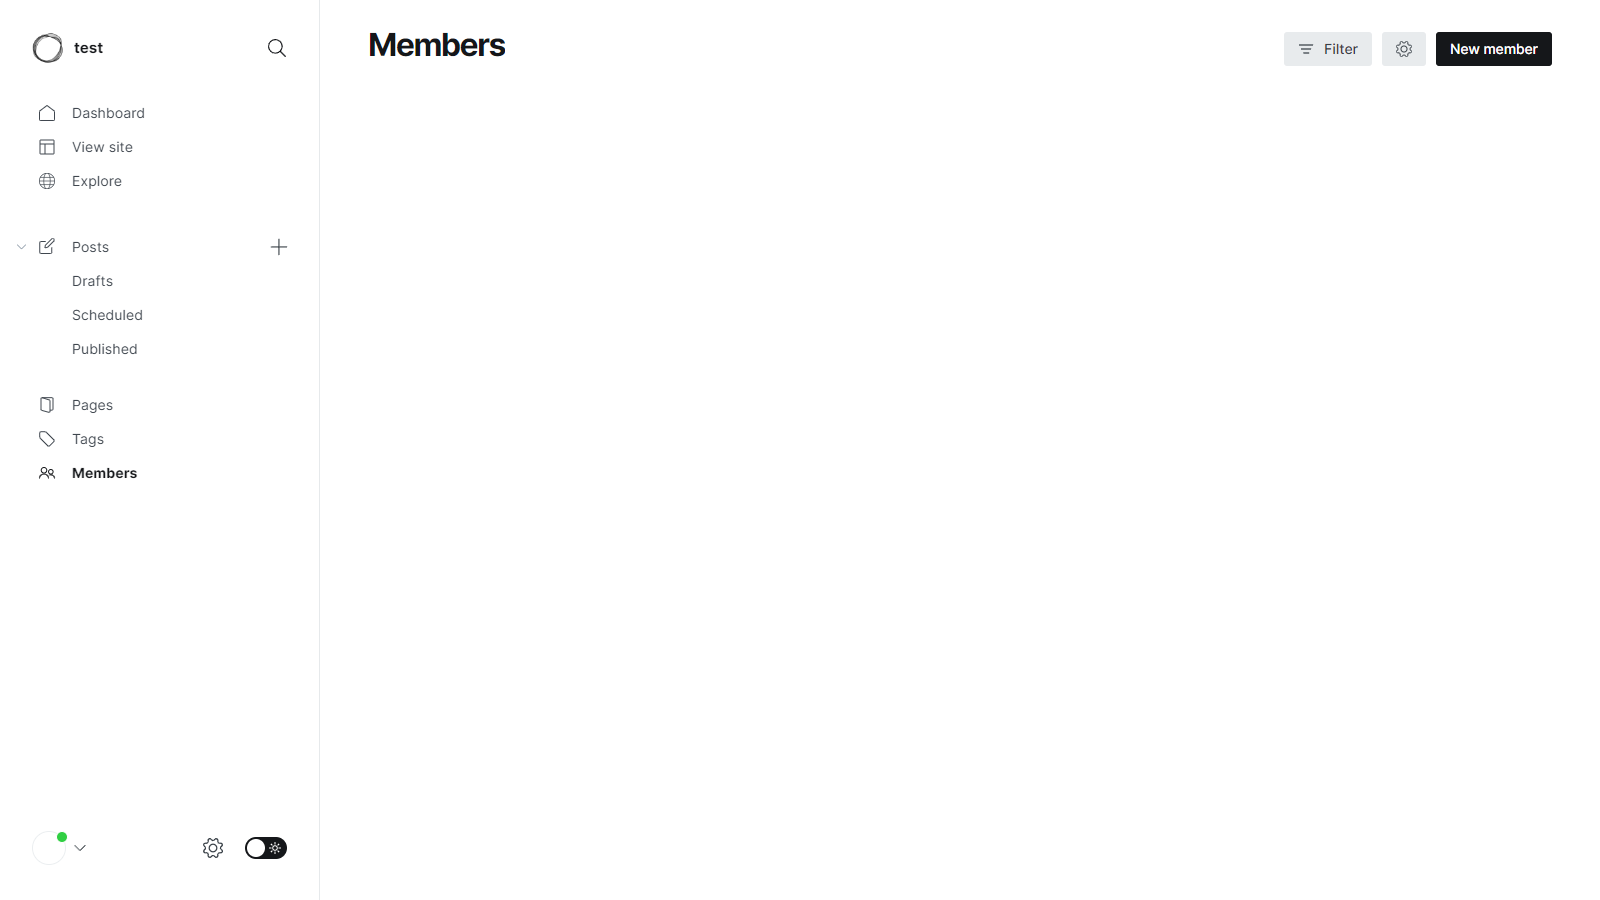 test
Dashboard
View site
Explore
Posts
Drafts
Scheduled
Published
Pages
Tags
Members
Members
Filter
New member